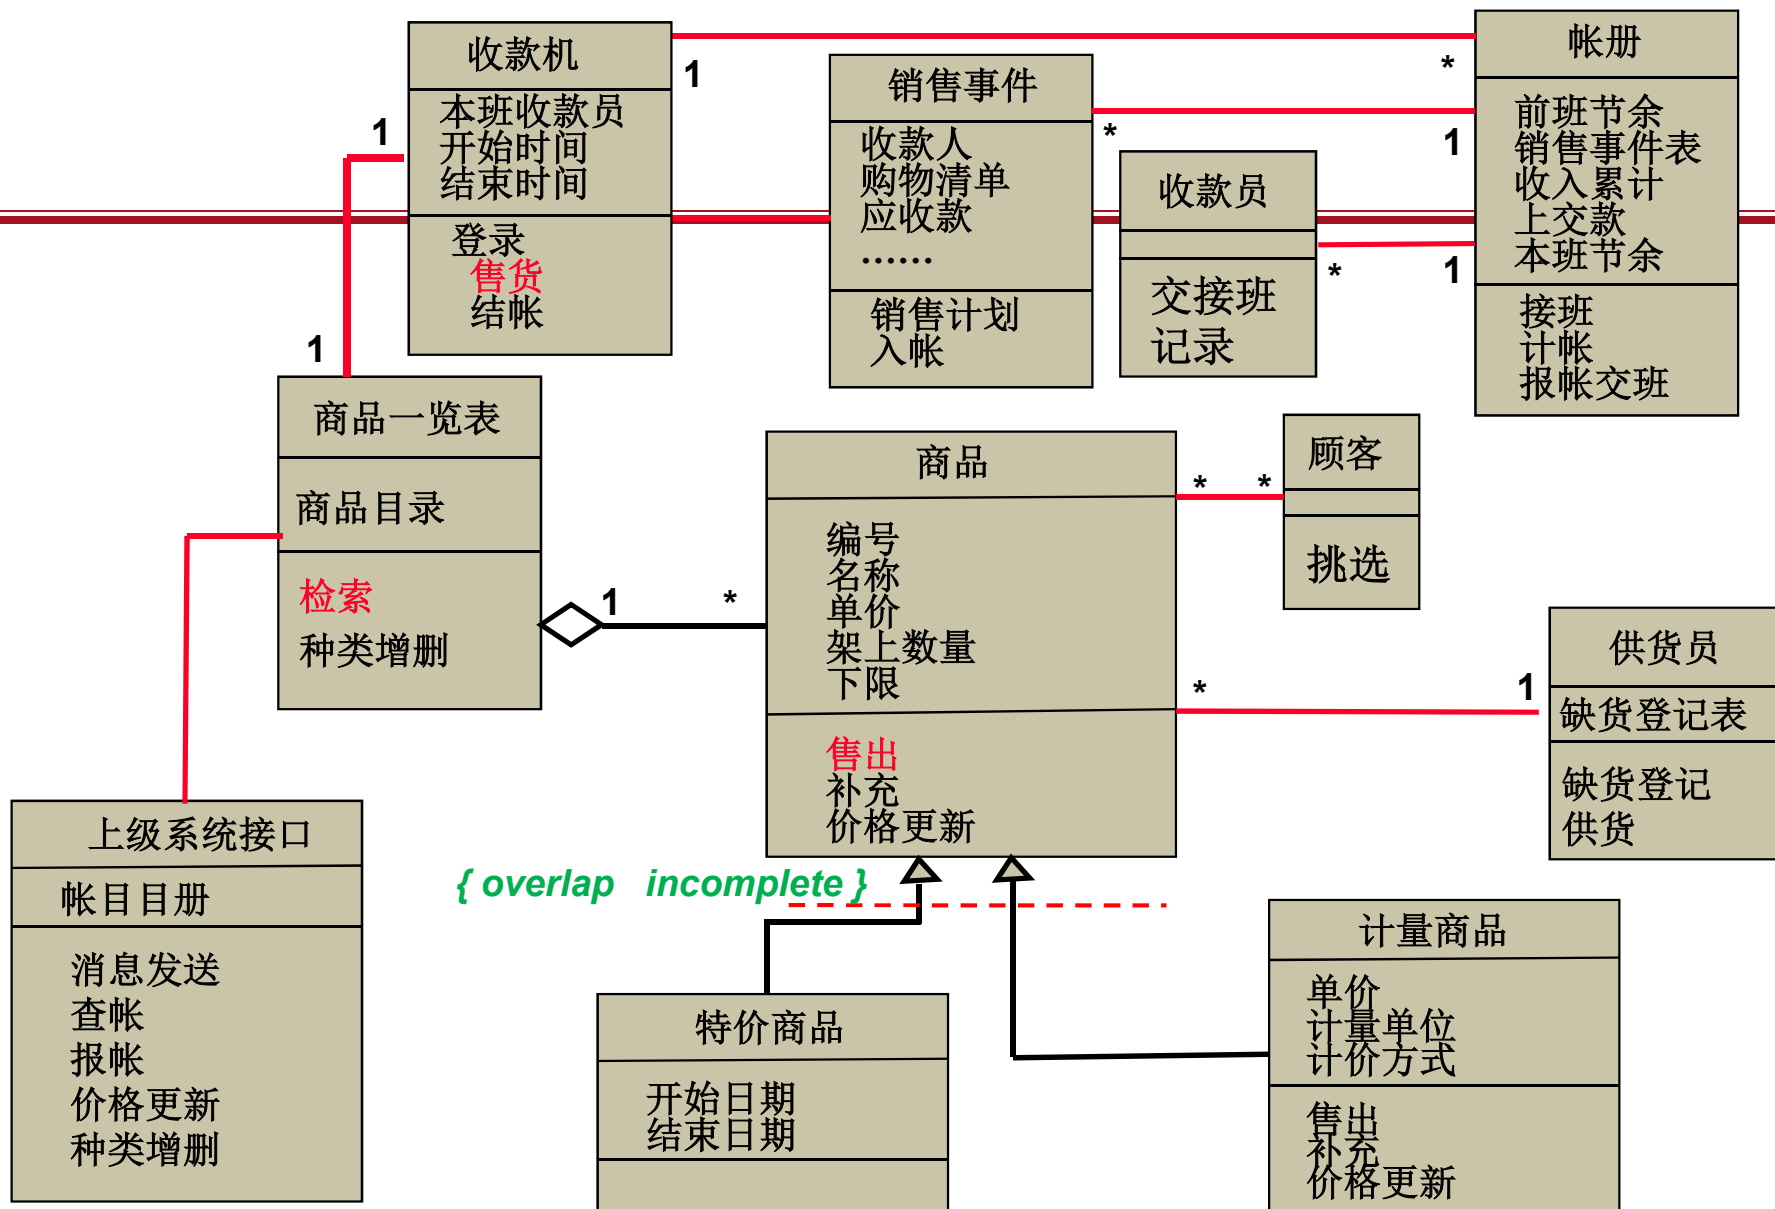 收款机
本班收款员
开始时间
结束时间
登录
售货
结帐
1
1
1
销售事件
收款人
购物清单
应收款
……
销售计划
入帐
*
收款员
交接班
记录
*
帐册
前班节余
销售事件表
收入累计
上交款
本班节余
接班
计帐
报帐交班
*
1
1
商品一览表
商品目录
检索
种类增删
1
*
商品
编号
名称
单价
架上数量
下限
售出
补充
价格更新
*
*
顾客
挑选
*
1
供货员
缺货登记表
缺货登记
供货
上级系统接口
帐目目册
消息发送
查帐
报帐
价格更新
种类增删
{ overlap incomplete }
特价商品
开始日期
结束日期
计量商品
单价
计量单位
计价方式
售出
补充
价格更新